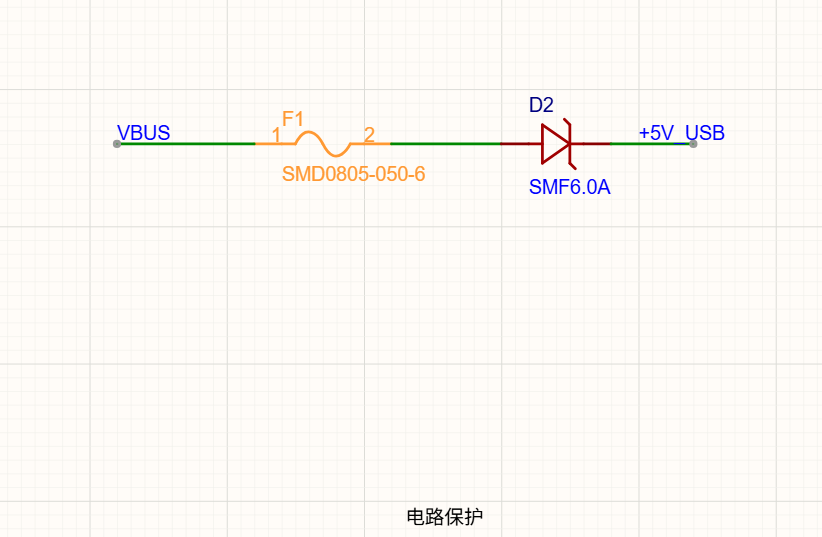 D2
F1
VBUS
1
2
+5V_USB
SMD0805-050-6
SMF6.0A
电路保护